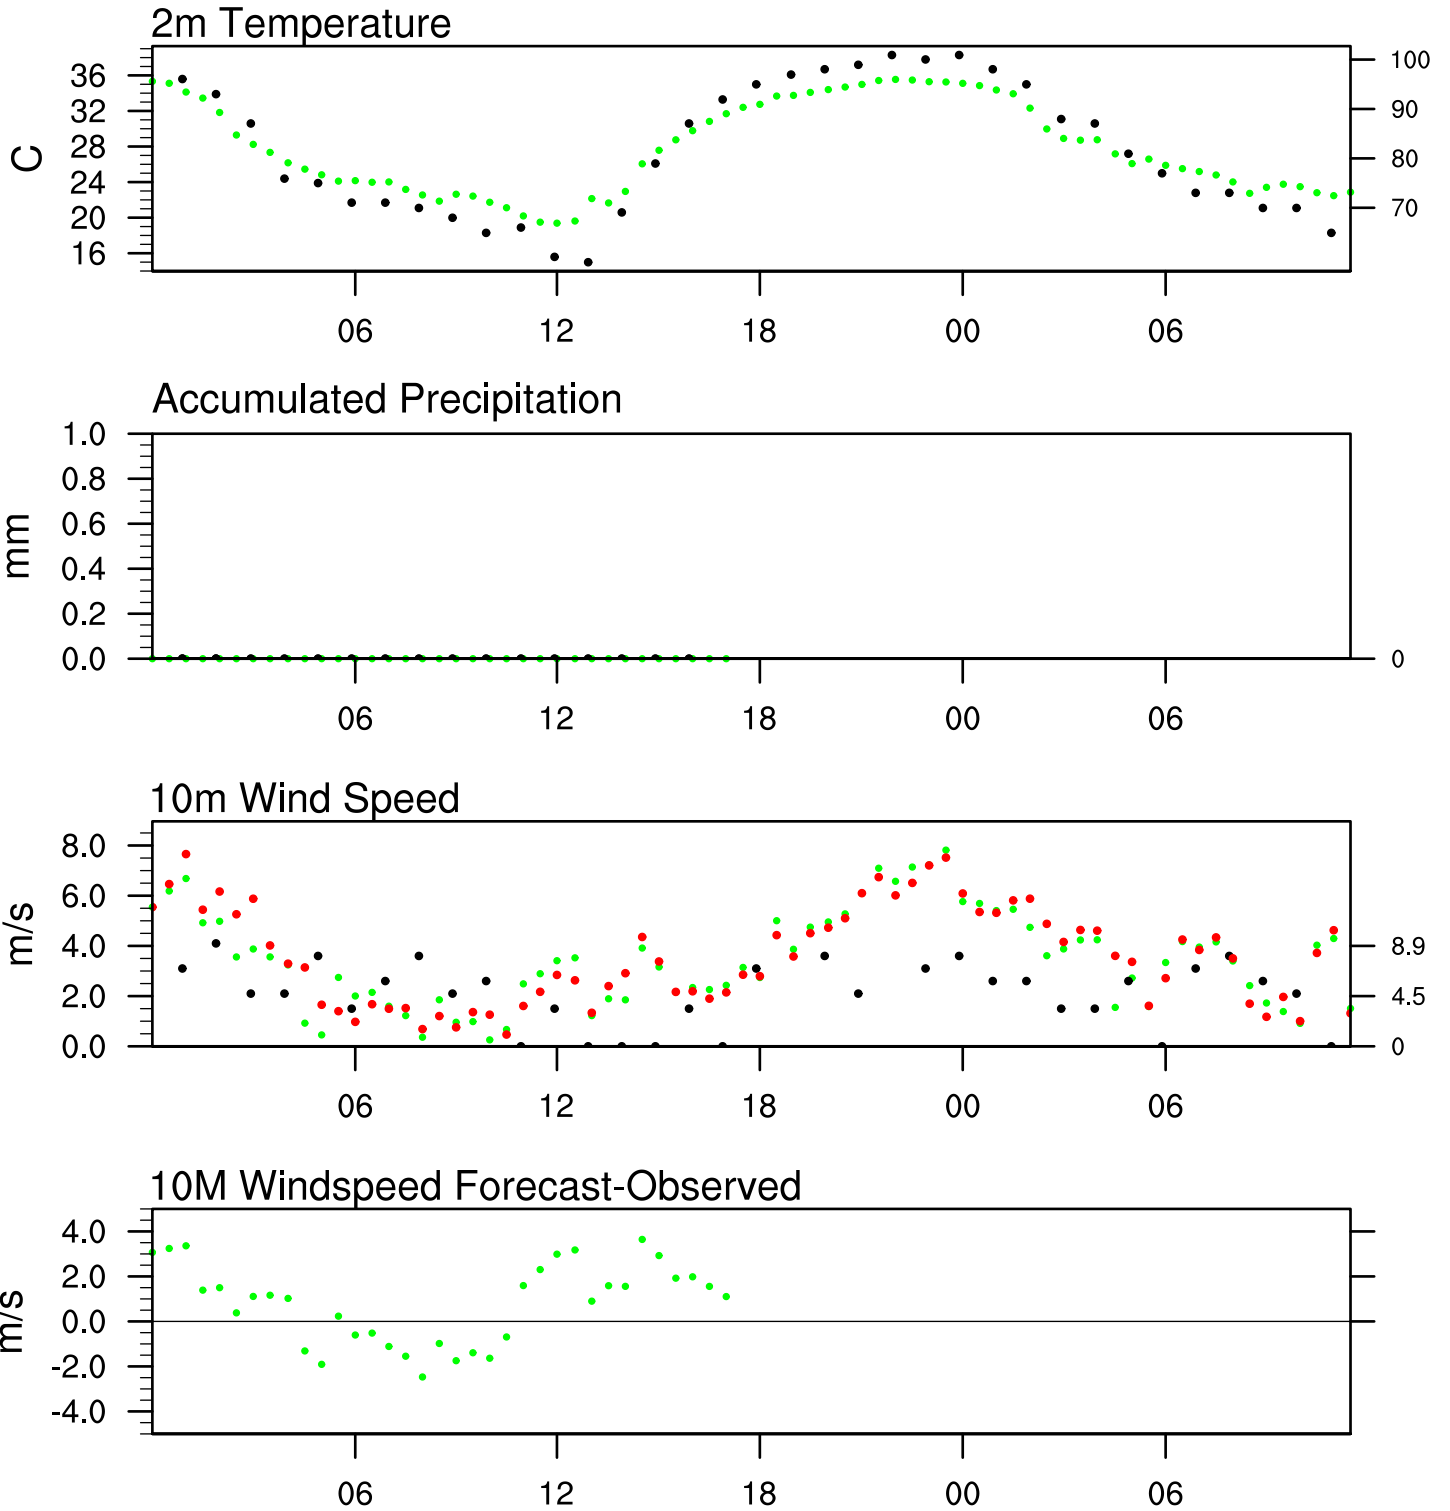 2m Temperature
36 100
32 90
28 80
24 70
20
16
C
06 12 18 00 06
Accumulated Precipitation
1.0
0.8
0.6
0.4
0.2
0.0 0
mm
06 12 18 00 06
10m Wind Speed
8.0
6.0
4.0 8.9
2.0 4.5
0.0 0
m/s
06 12 18 00 06
10M Windspeed Forecast-Observed
4.0
2.0
0.0
-2.0
-4.0
m/s
06 12 18 00 06